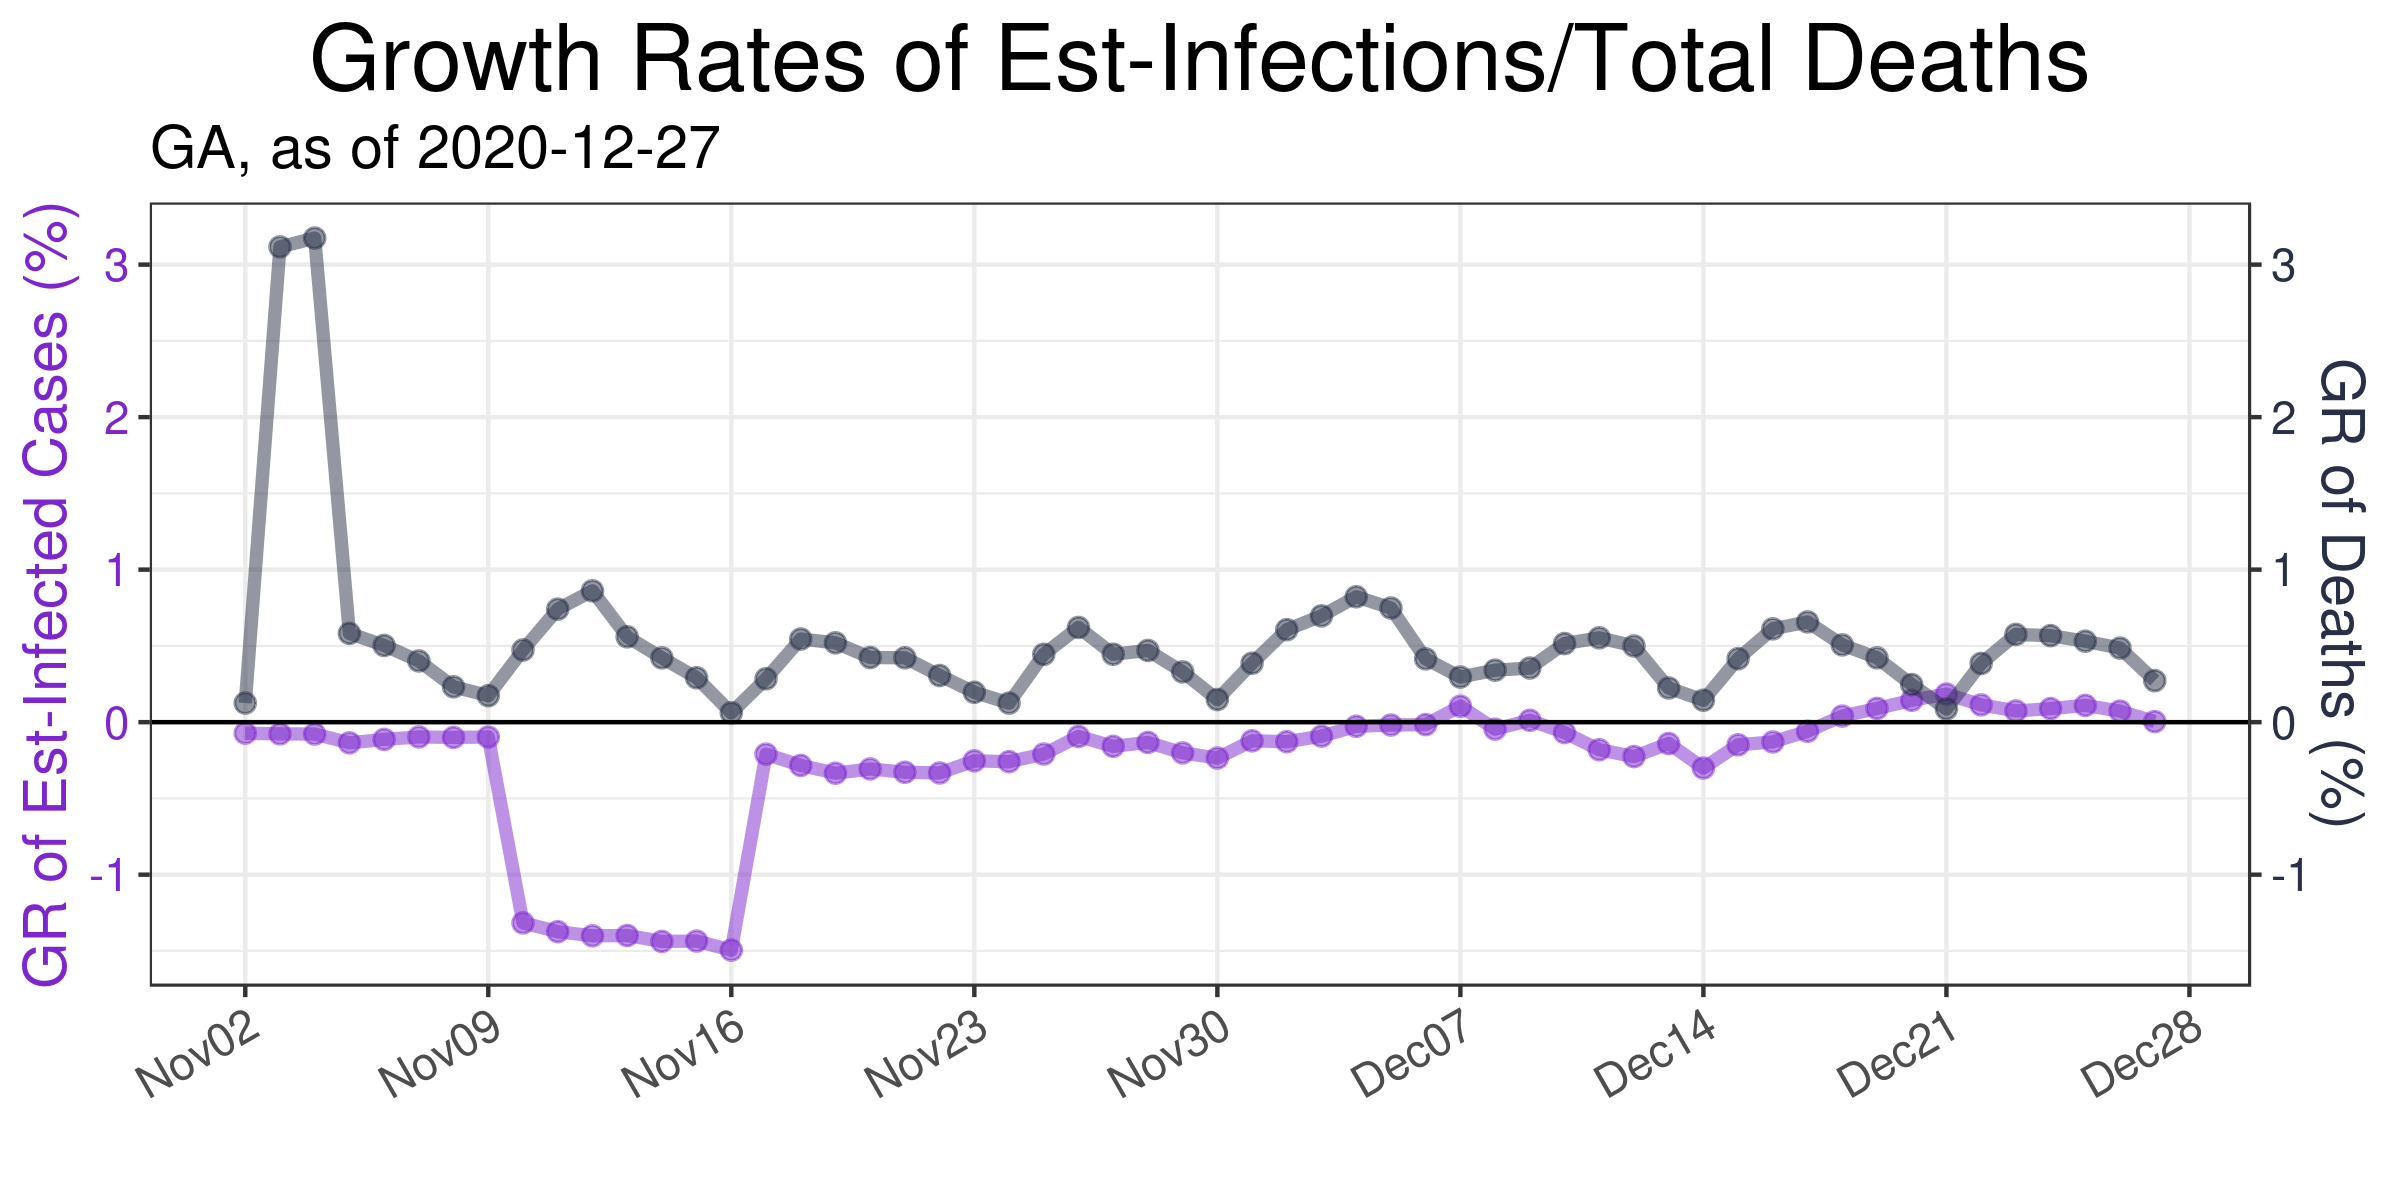 Growth Rates of Est-Infections/Total Deaths
GA, as of 2020-12-27
GR of Est-Infected Cases (%)
3
2
1
0
-1
3
2
1
0
-1
GR of Deaths (%)
Nov02
Nov09
Nov16
Nov23
Nov30
Dec07
Dec14
Dec21
Dec28